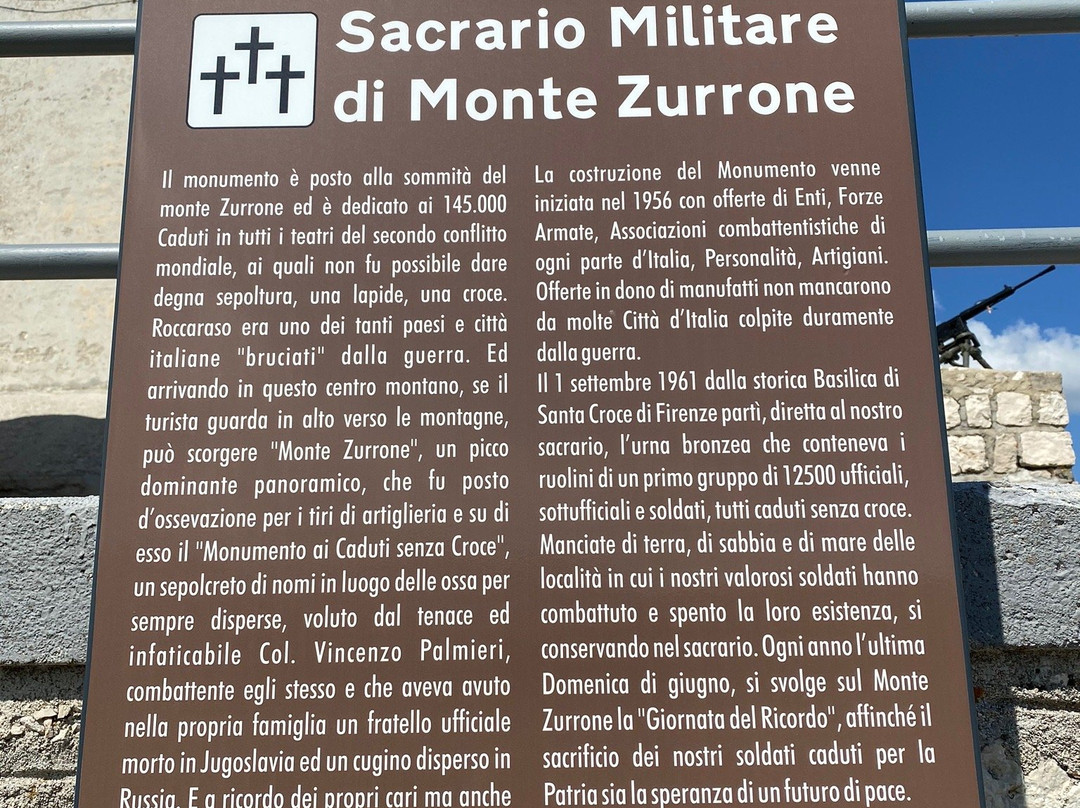 Sacrario Militare
di Monte Zurrone
Il monumento è posto alla sommità del
monte Zurrone ed è dedicato ai 145.000
Caduti in tutti i teatri del secondo conflitto
mondiale, ai quali non fu possibile dare
degna sepoltura, una lapide, una croce.
Roccaraso era uno dei tanti paesi e città
italiane "bruciati" dalla guerra. Ed
arrivando in questo centro montano, se il
turista guarda in alto verso le montagne,
può scorgere "Monte Zurrone", un picco
dominante panoramico, che fu posto
d'ossevazione per i tiri di artiglieria e su di
esso il "Monumento ai Caduti senza Croce",
un sepolcreto di nomi in luogo delle ossa per
sempre disperse, voluto dal tenace ed
infaticabile Col. Vincenzo Palmieri,
combattente egli stesso e che aveva avuto
nella propria famiglia un fratello ufficiale
morto in Jugoslavia ed un cugino disperso in
Russia. E a ricordo dei propri cari ma anche
La costruzione del Monumento venne
iniziata nel 1956 con offerte di Enti, Forze
Armate, Associazioni combattentistiche di
ogni parte d'Italia, Personalità, Artigiani.
Offerte in dono di manufatti non mancarono
da molte Città d'Italia colpite duramente
dalla guerra.
Il 1 settembre 1961 dalla storica Basilica di
Santa Croce di Firenze partì, diretta al nostro
sacrario, l'urna bronzea che conteneva i
ruolini di un primo gruppo di 12500 ufficiali,
sottufficiali e soldati, tutti caduti senza croce.
Manciate di terra, di sabbia e di mare delle
località in cui i nostri valorosi soldati hanno
combattuto e spento la loro esistenza, si
conservando nel sacrario. Ogni anno l'ultima
Domenica di giugno, si svolge sul Monte
Zurrone la "Giornata del Ricordo", affinché il
sacrificio dei nostri soldati caduti per la
Patria sia la speranza di un futuro di pace.